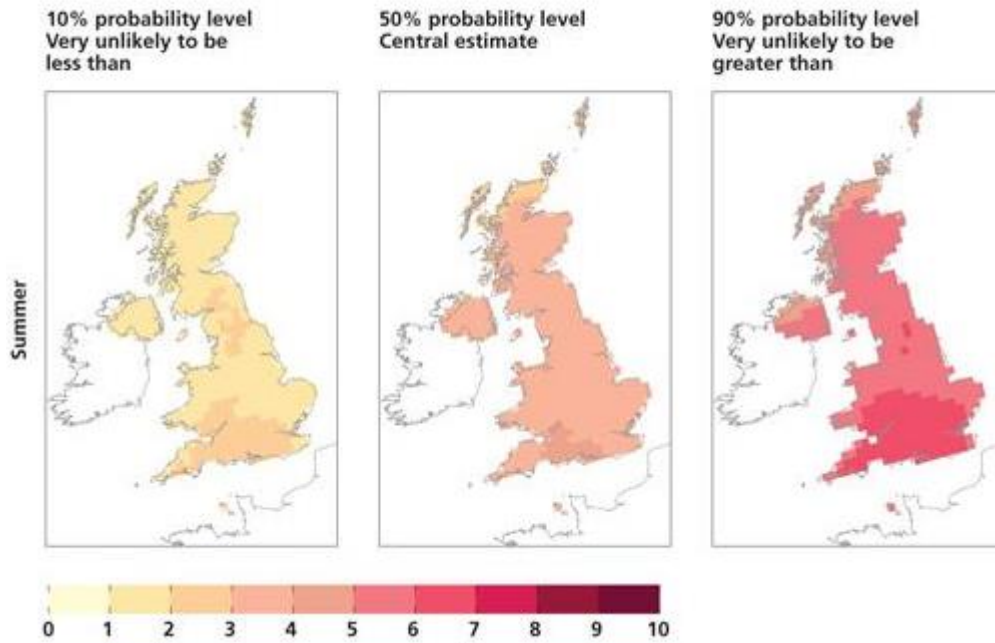 10% probability level
Very unlikely to be
less than
50% probability level
Central estimate
90% probability level
Very unlikely to be
greater than
Summer
0 1 2 3 4 5 6 7 8 9 10